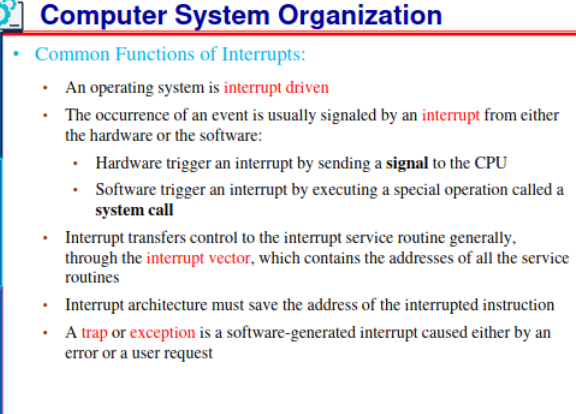 Computer System Organization
• Common Functions of Interrupts:
• An operating system is interrupt driven
• The occurrence of an event is usually signaled by an interrupt from either
the hardware or the software:
• Hardware trigger an interrupt by sending a signal to the CPU
• Software trigger an interrupt by executing a special operation called a
system call
• Interrupt transfers control to the interrupt service routine generally,
through the interrupt vector, which contains the addresses of all the service
routines
• Interrupt architecture must save the address of the interrupted instruction
• A trap or exception is a software-generated interrupt caused either by an
error or a user request